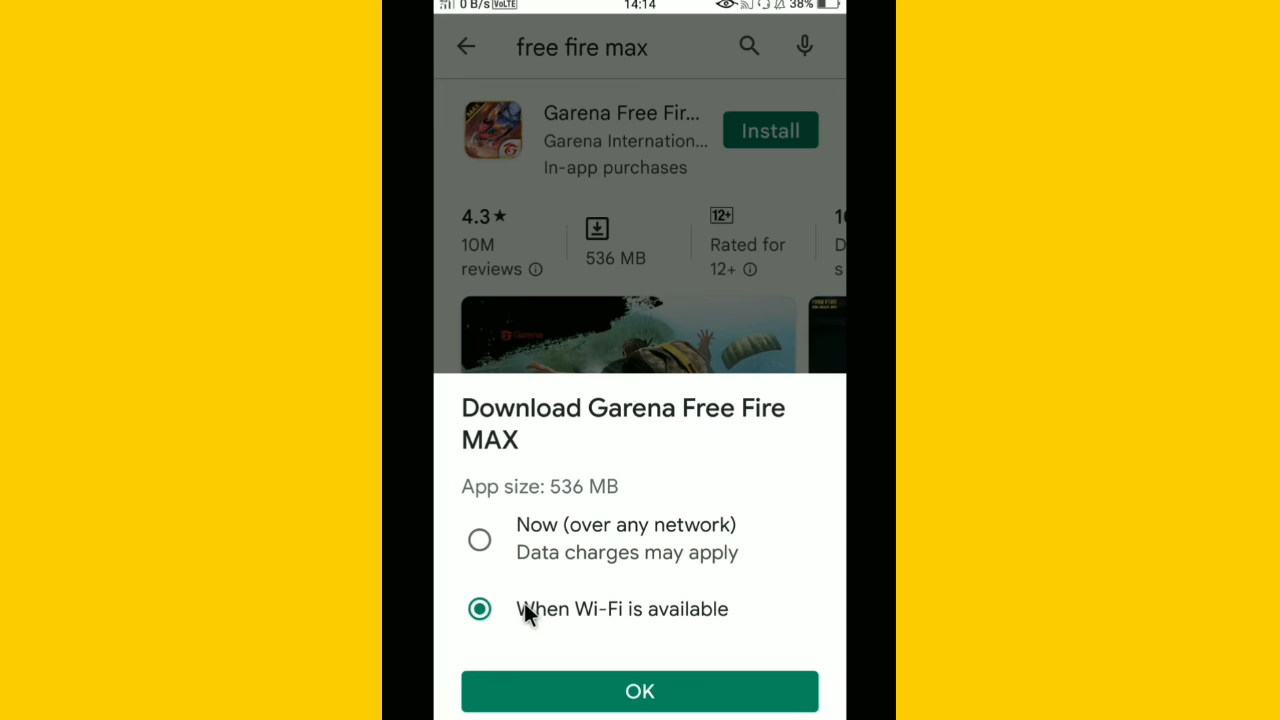 0 B/s VoLTE 14:14 38%
free fire max
Garena Free Fir...
Install
Garena Internation...
In-app purchases
4.3★
12+
10M
reviews
536 MB
Rated for
12+
Garena
Download Garena Free Fire
MAX
App size: 536 MB
Now (over any network)
Data charges may apply
When Wi-Fi is available
OK